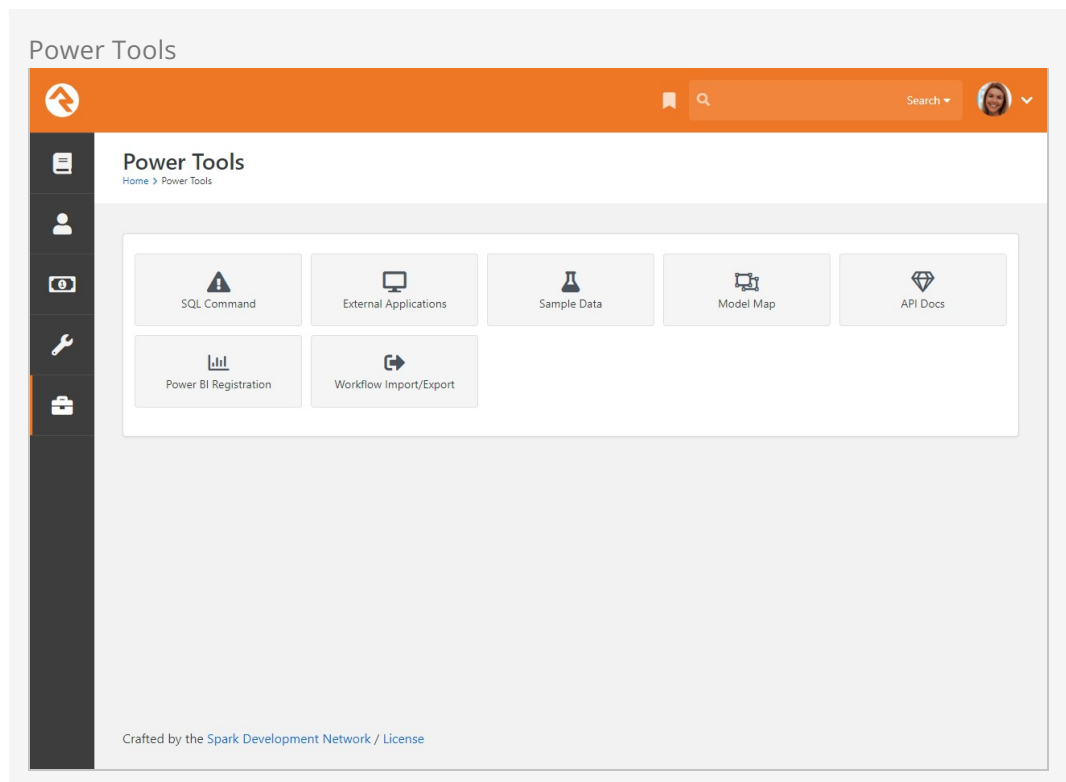 Power Tools
Search
Power Tools
Home > Power Tools
SQL Command
External Applications
Sample Data
Model Map
API Docs
Power BI Registration
Workflow Import/Export
Crafted by the Spark Development Network / License